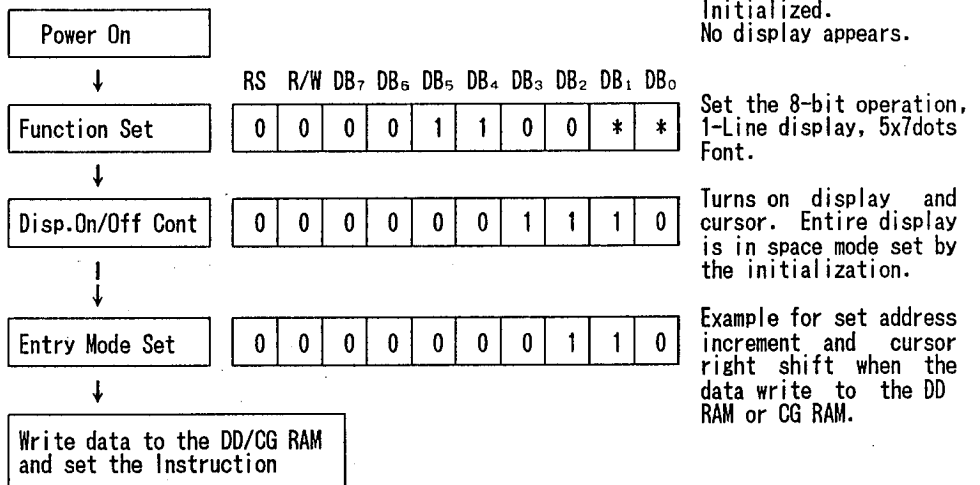 Initialized.
Power On
No display appears.
↓
RS R/W DB₇ DB₆ DB₅ DB₄ DB₃ DB₂ DB₁ DB₀
Function Set
0 0 0 0 1 1 0 0 * *
Set the 8-bit operation,
1-Line display, 5x7dots
Font.
↓
Disp.On/Off Cont
0 0 0 0 0 0 1 1 1 0
Turns on display and
cursor. Entire display
is in space mode set by
the initialization.
↓
Entry Mode Set
0 0 0 0 0 0 0 1 1 0
Example for set address
increment and cursor
right shift when the
data write to the DD
RAM or CG RAM.
↓
Write data to the DD/CG RAM
and set the Instruction